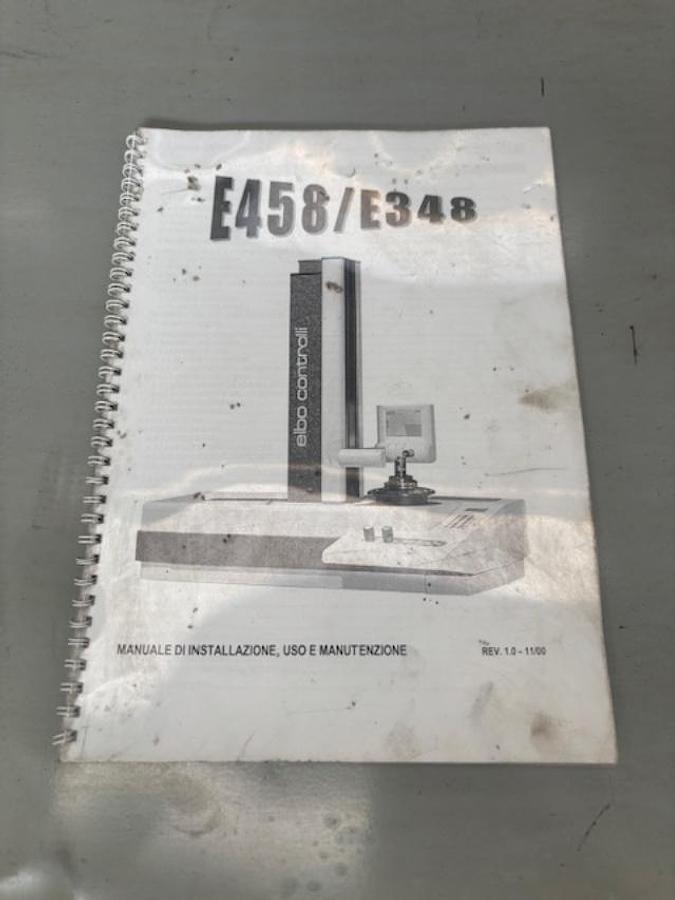 E458/E348
elbo controlli
MANUALE DI INSTALLAZIONE, USO E MANUTENZIONE
REV. 1.0 – 11/00